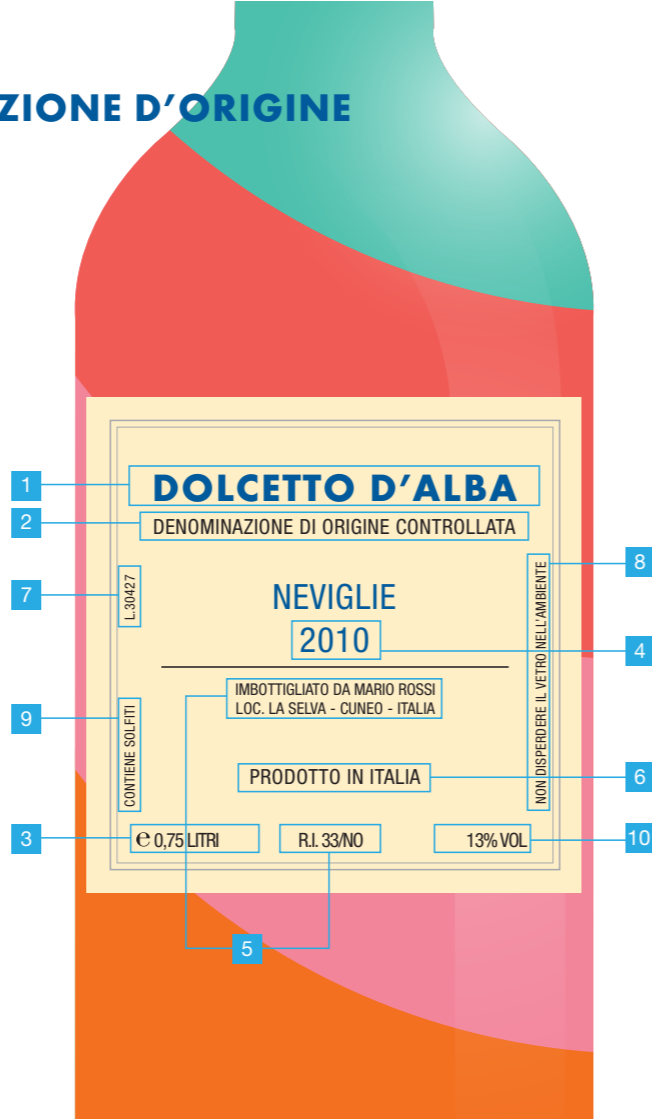 ZIONE D'ORIGINE
1
DOLCETTO D'ALBA
2
DENOMINAZIONE DI ORIGINE CONTROLLATA
8
NON DISPERDERE IL VETRO NELL'AMBIENTE
7
L.30427
NEVIGLIE
2010
4
IMBOTTIGLIATO DA MARIO ROSSI
LOC. LA SELVA - CUNEO - ITALIA
9
CONTIENE SOLFITI
PRODOTTO IN ITALIA
6
3
℮ 0,75 LITRI
R.I. 33/NO
13% VOL
10
5